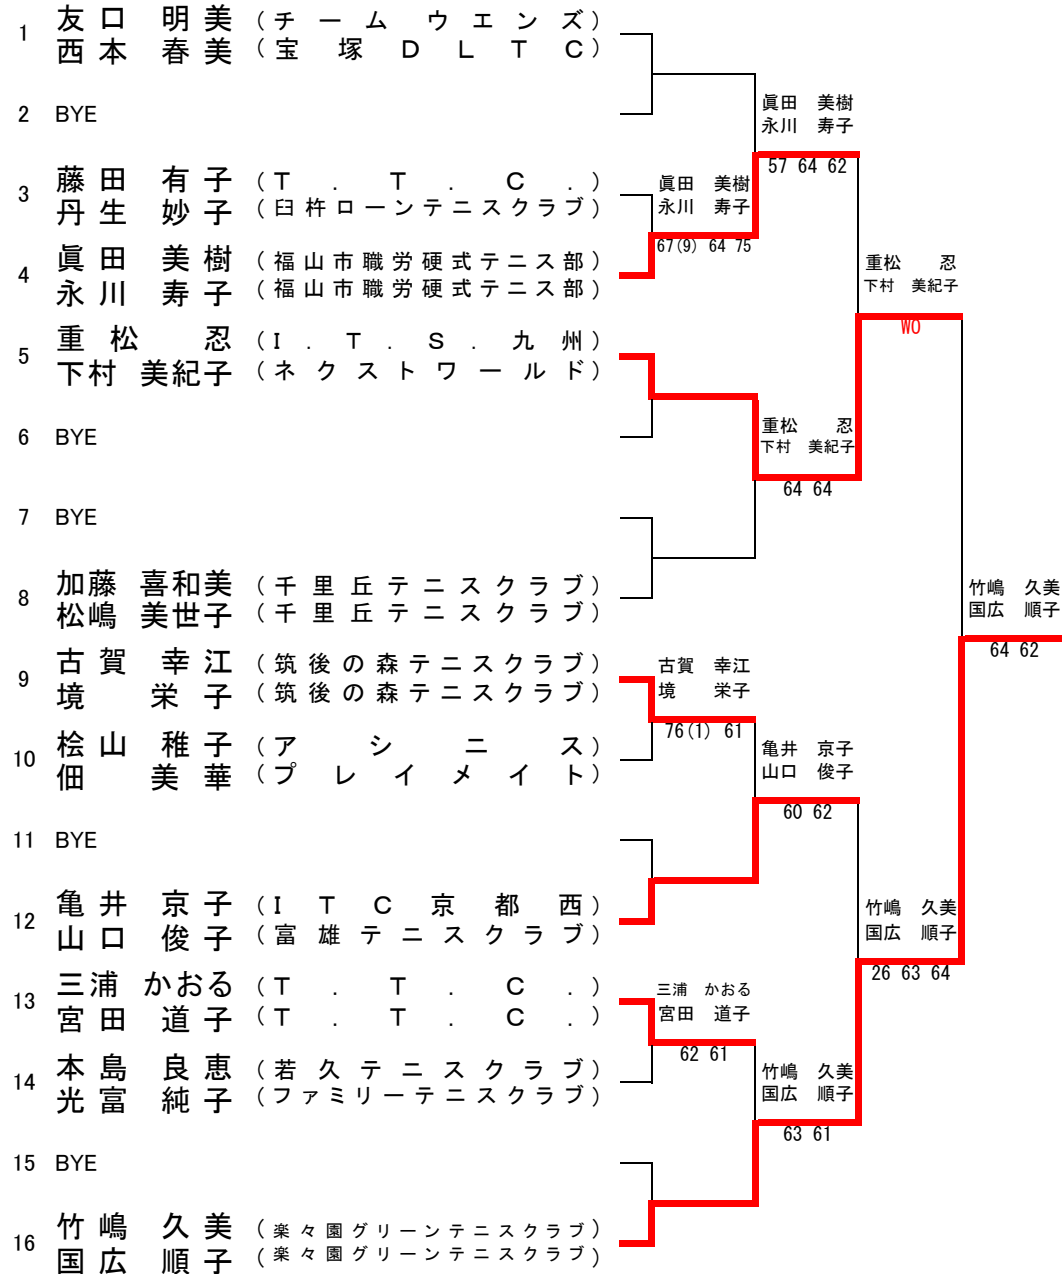 1 友口 明美 (チームウエンズ)
西本 春美 (宝塚DLTC)
2 BYE
3 藤田 有子 (T.T.C.)
丹生 妙子 (臼杵ローンテニスクラブ)
4 眞田 美樹 (福山市職労硬式テニス部)
永川 寿子 (福山市職労硬式テニス部)
5 重松 忍 (I.T.S.九州)
下村 美紀子 (ネクストワールド)
6 BYE
7 BYE
8 加藤 喜和美 (千里丘テニスクラブ)
松嶋 美世子 (千里丘テニスクラブ)
9 古賀 幸江 (筑後の森テニスクラブ)
境 栄子 (筑後の森テニスクラブ)
10 桧山 稚子 (アシニス)
佃 美華 (プレイメイト)
11 BYE
12 亀井 京子 (ITC京都西)
山口 俊子 (富雄テニスクラブ)
13 三浦 かおる (T.T.C.)
宮田 道子 (T.T.C.)
14 本島 良恵 (若久テニスクラブ)
光富 純子 (ファミリーテニスクラブ)
15 BYE
16 竹嶋 久美 (楽々園グリーンテニスクラブ)
国広 順子 (楽々園グリーンテニスクラブ)
眞田 美樹
永川 寿子
67(9) 64 75
古賀 幸江
境 栄子
76(1) 61
三浦 かおる
宮田 道子
62 61
眞田 美樹
永川 寿子
57 64 62
重松 忍
下村 美紀子
64 64
亀井 京子
山口 俊子
60 62
竹嶋 久美
国広 順子
63 61
重松 忍
下村 美紀子
WO
竹嶋 久美
国広 順子
26 63 64
竹嶋 久美
国広 順子
64 62